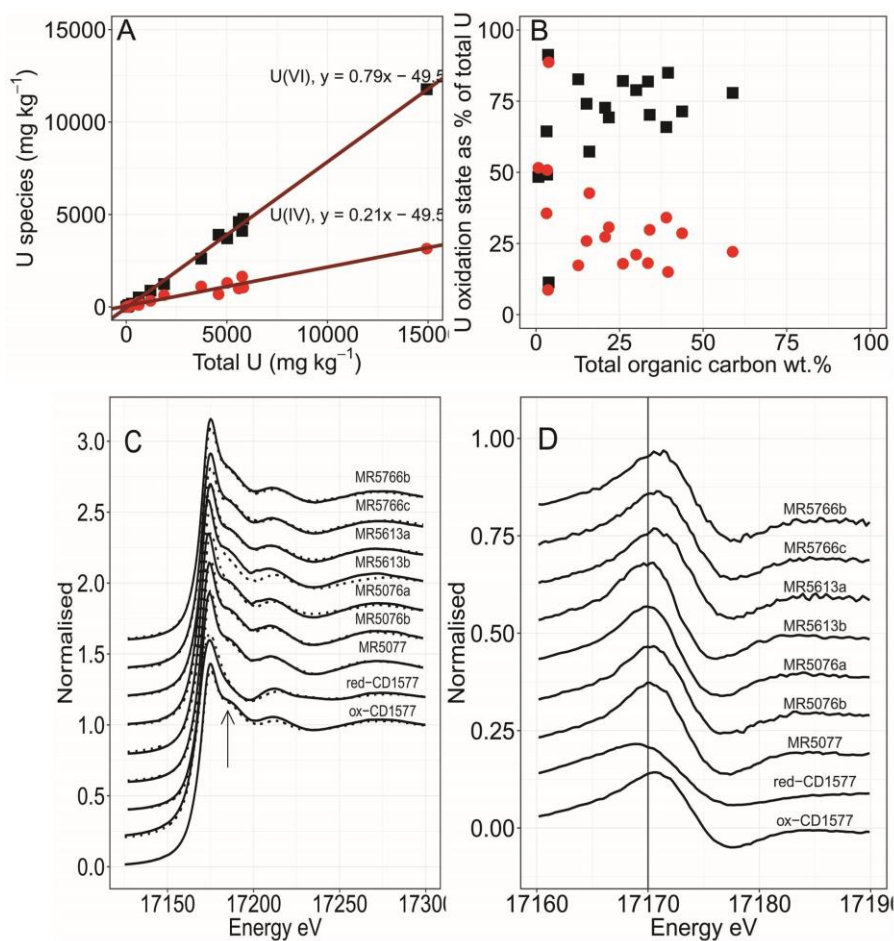 A
15000
10000
5000
0
U species (mg kg⁻¹)
U(VI), y = 0.79x − 49.5
U(IV), y = 0.21x − 49.5
0 5000 10000 1500
Total U (mg kg⁻¹)
B
100
75
50
25
0
U oxidation state as % of total U
0 25 50 75 100
Total organic carbon wt.%
C
3.0
2.5
2.0
1.5
1.0
0.5
0.0
Normalised
MR5766b
MR5766c
MR5613a
MR5613b
MR5076a
MR5076b
MR5077
red−CD1577
ox−CD1577
17150 17200 17250 17300
Energy eV
D
1.00
0.75
0.50
0.25
0.00
Normalised
MR5766b
MR5766c
MR5613a
MR5613b
MR5076a
MR5076b
MR5077
red−CD1577
ox−CD1577
17160 17170 17180 17190
Energy eV